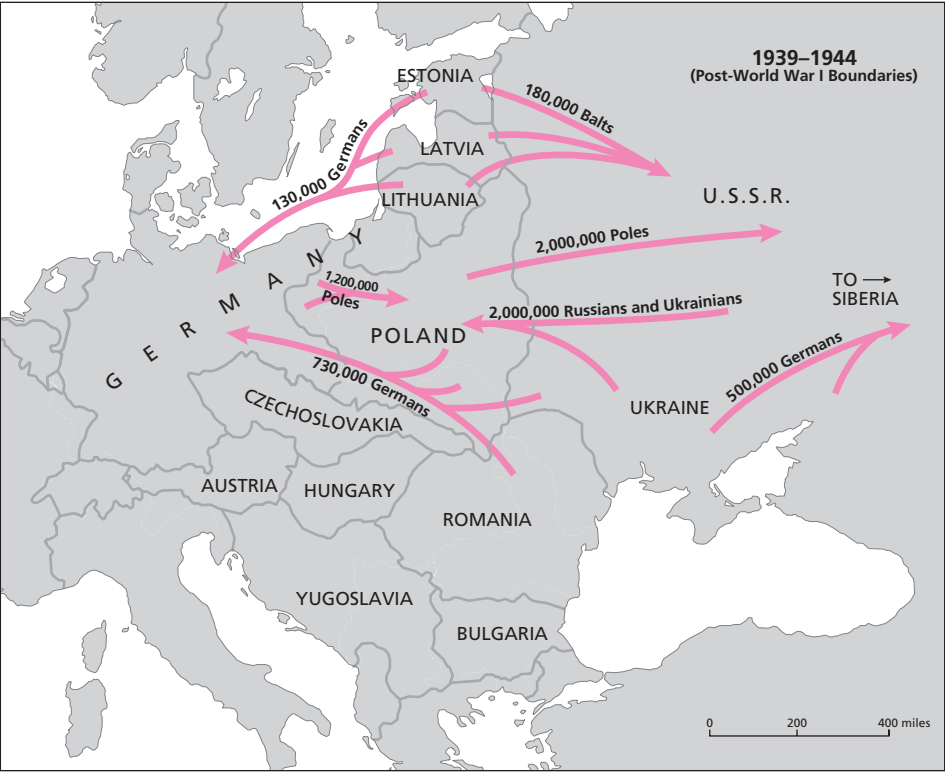 1939–1944
(Post-World War I Boundaries)
ESTONIA
180,000 Balts
LATVIA
130,000 Germans
LITHUANIA
U.S.S.R.
2,000,000 Poles
GERMANY
1,200,000
Poles
TO →
SIBERIA
2,000,000 Russians and Ukrainians
POLAND
730,000 Germans
500,000 Germans
CZECHOSLOVAKIA
UKRAINE
AUSTRIA
HUNGARY
ROMANIA
YUGOSLAVIA
BULGARIA
0 200 400 miles